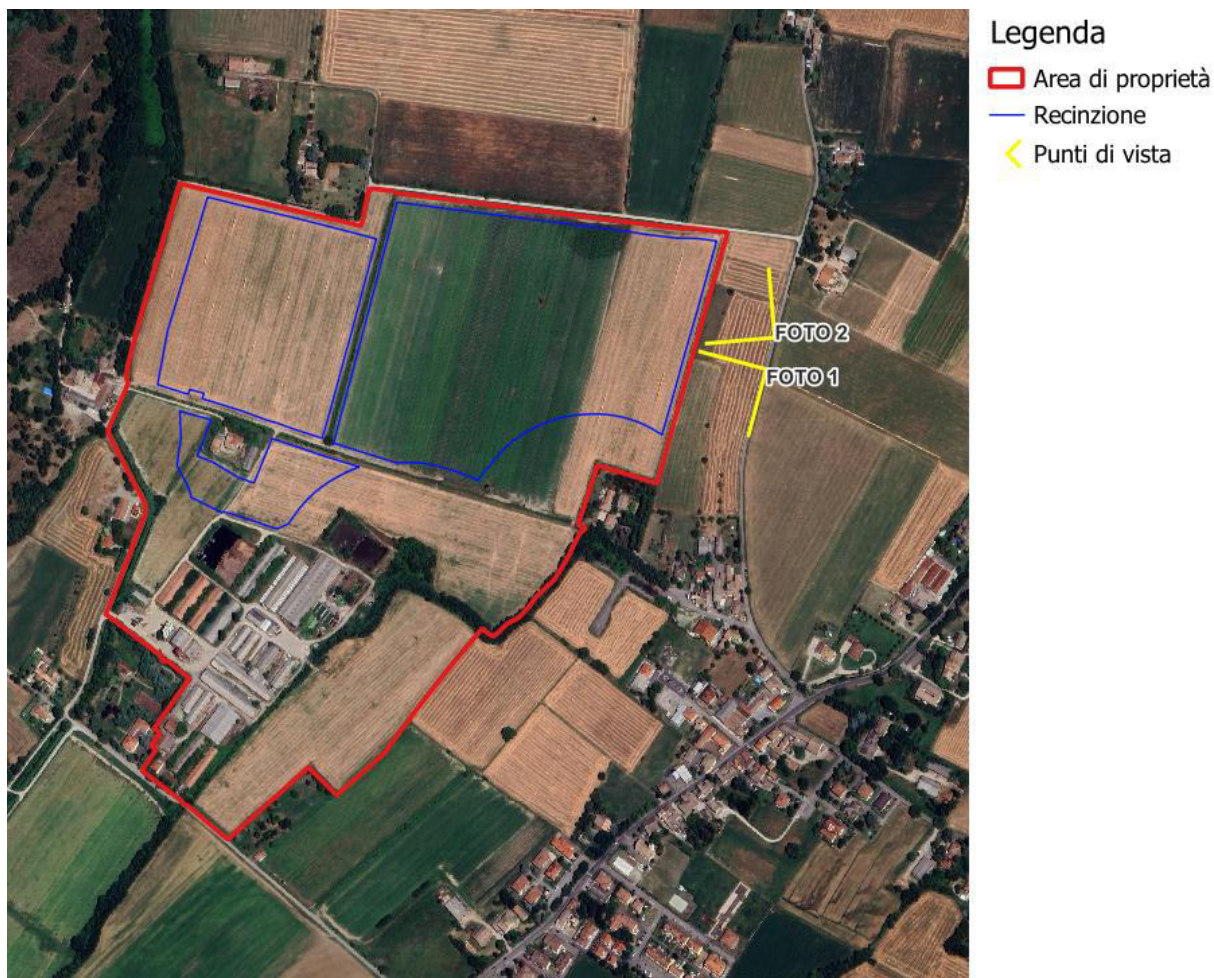 Legenda
Area di proprietà
Recinzione
Punti di vista
FOTO 2
FOTO 1